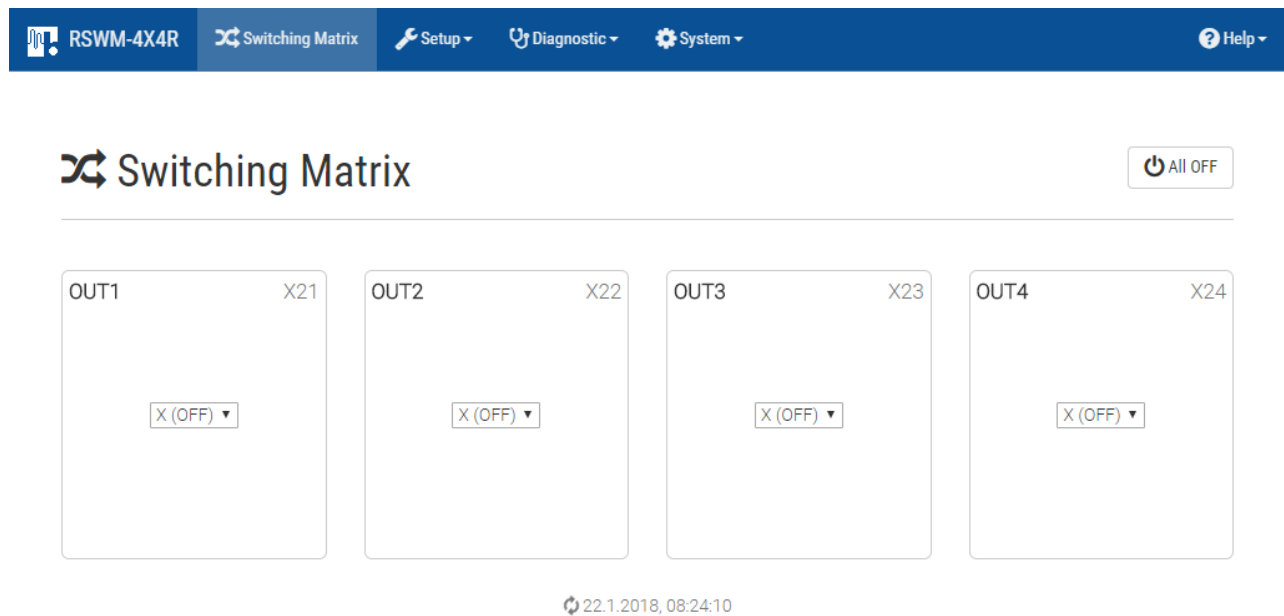 RSWM-4X4R Switching Matrix Setup Diagnostic System Help
Switching Matrix
All OFF
OUT1 X21 OUT2 X22 OUT3 X23 OUT4 X24
X (OFF) X (OFF) X (OFF) X (OFF)
22.1.2018, 08:24:10